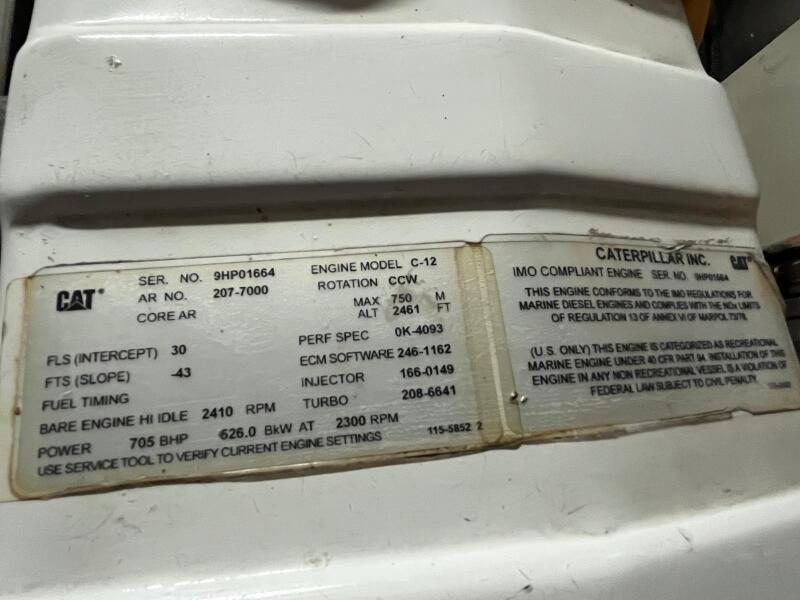 CAT®
SER. NO. 9HP01664
AR NO. 207-7000
CORE AR
ENGINE MODEL C-12
ROTATION CCW
MAX 750 M
ALT 2461 FT
FLS (INTERCEPT) 30
FTS (SLOPE) -43
FUEL TIMING
PERF SPEC 0K-4093
ECM SOFTWARE 246-1162
INJECTOR 166-0149
TURBO 208-6641
BARE ENGINE HI IDLE 2410 RPM
POWER 705 BHP 526.0 BkW AT 2300 RPM
USE SERVICE TOOL TO VERIFY CURRENT ENGINE SETTINGS
115-5852 2
CATERPILLAR INC. CAT
IMO COMPLIANT ENGINE SER NO. 9HP01664
THIS ENGINE CONFORMS TO THE IMO REGULATIONS FOR
MARINE DIESEL ENGINES AND COMPLIES WITH THE NOx LIMITS
OF REGULATION 13 OF ANNEX VI OF MARPOL 73/78.
(U.S. ONLY) THIS ENGINE IS CATEGORIZED AS RECREATIONAL
MARINE ENGINE UNDER 40 CFR PART 94. INSTALLATION OF THIS
ENGINE IN ANY NON RECREATIONAL VESSEL IS A VIOLATION OF
FEDERAL LAW SUBJECT TO CIVIL PENALTY.